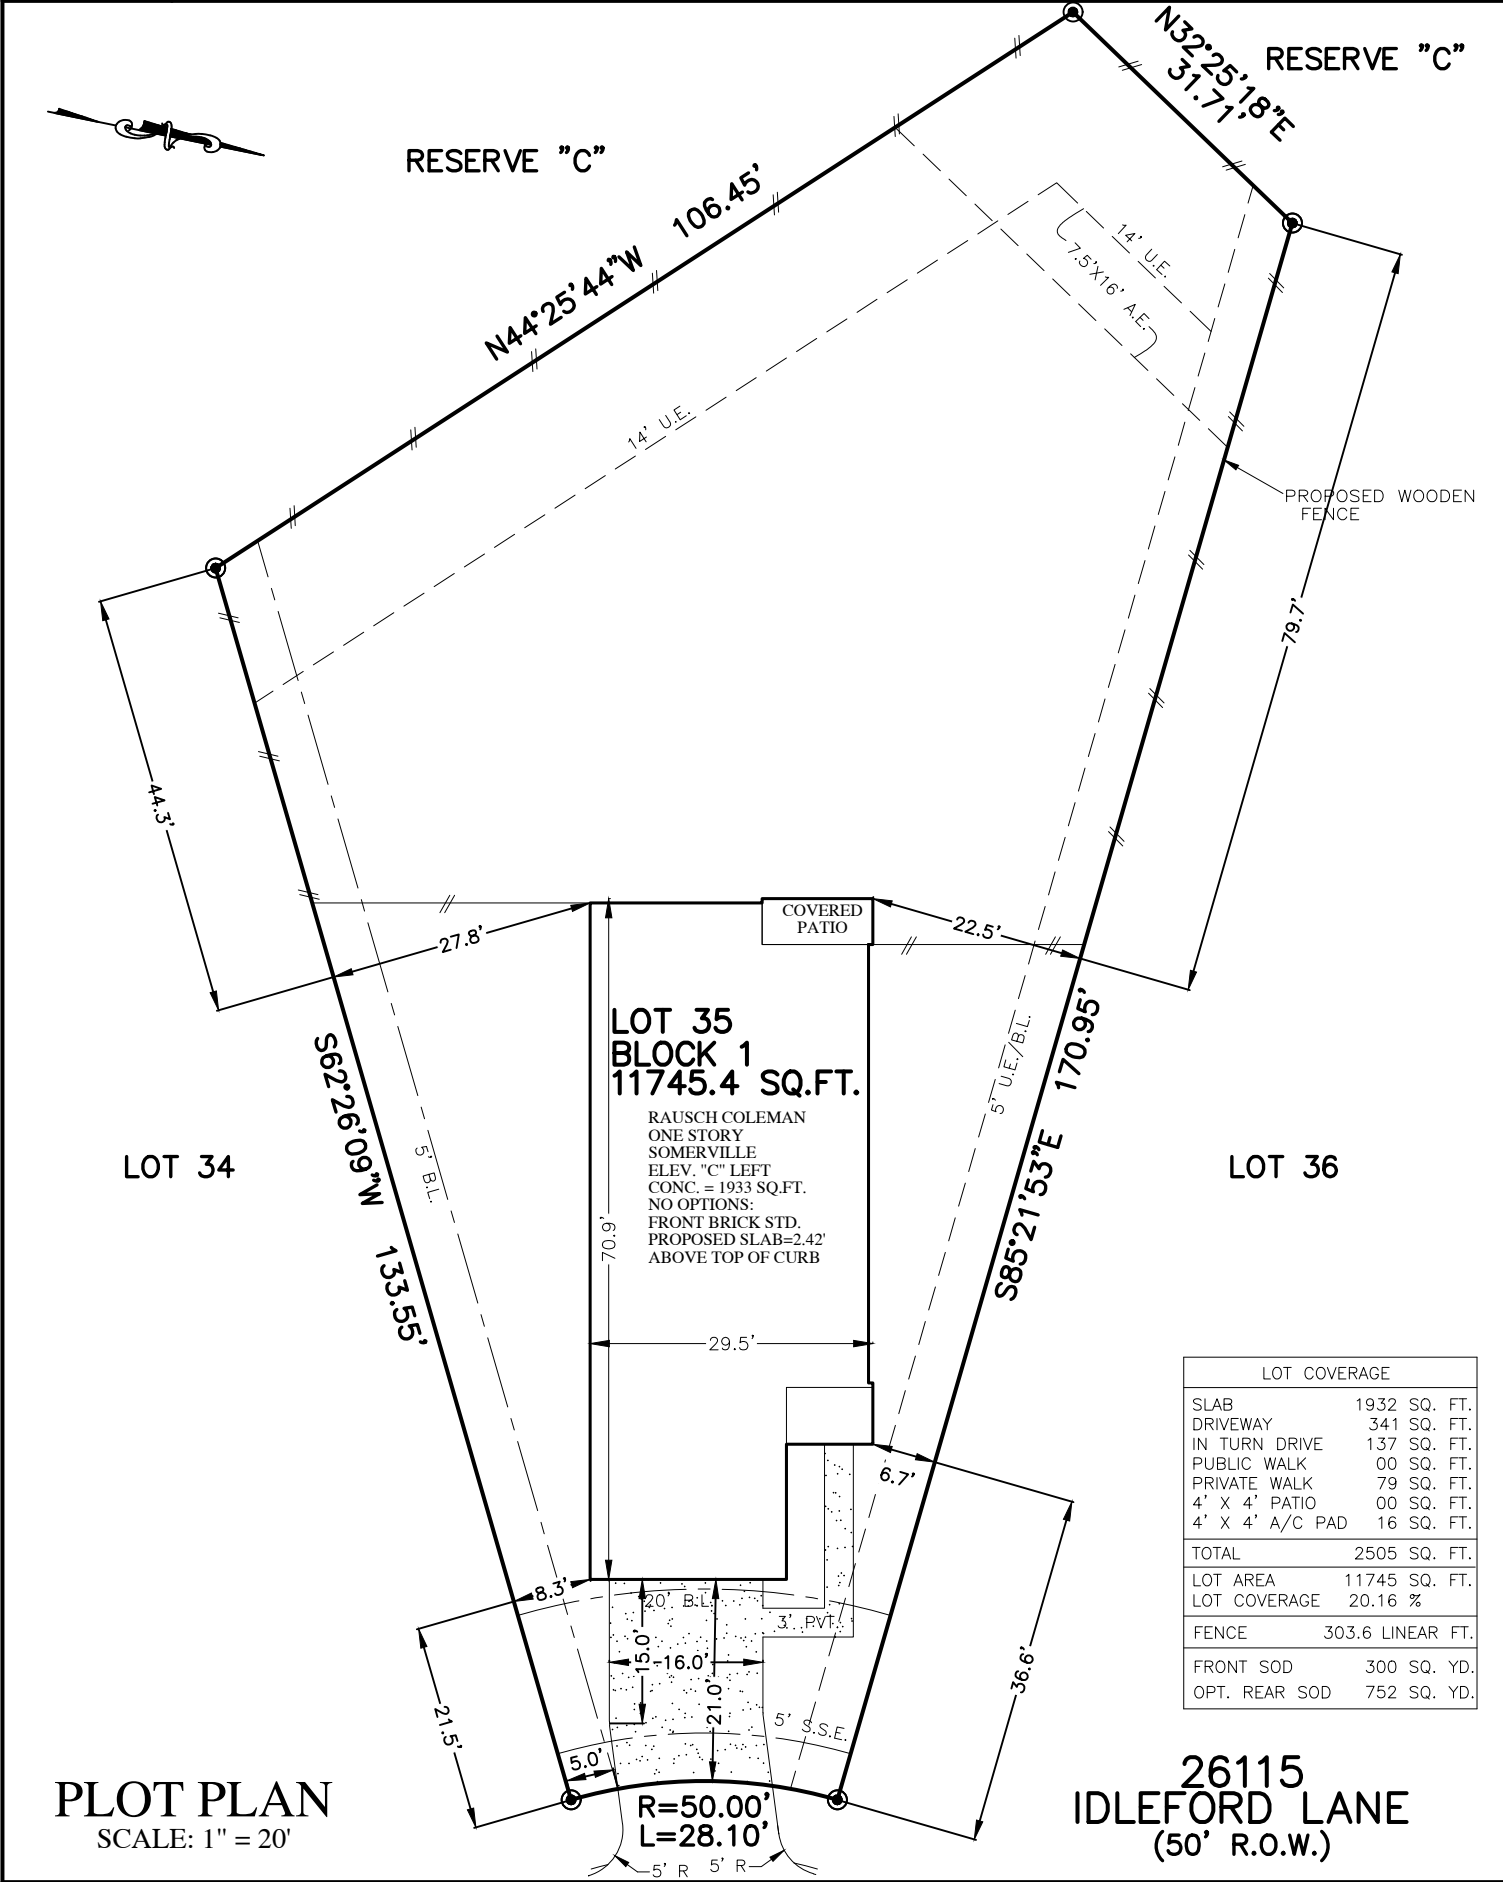 N32°25'18"E
31.71'
RESERVE "C"
RESERVE "C"
N44°25'44"W 106.45'
14' U.E.
7.5'X16' A.E.
14' U.E.
PROPOSED WOODEN
FENCE
79.7'
44.3'
27.8'
COVERED
PATIO
22.5'
LOT 35
BLOCK 1
11745.4 SQ.FT.
RAUSCH COLEMAN
ONE STORY
SOMERVILLE
ELEV. "C" LEFT
CONC. = 1933 SQ.FT.
NO OPTIONS:
FRONT BRICK STD.
PROPOSED SLAB=2.42'
ABOVE TOP OF CURB
S62°26'09"W 133.55'
5' B.L.
LOT 34
70.9'
29.5'
5' U.E./B.L.
S85°21'53"E 170.95'
LOT 36
6.7'
8.3'
20' B.L.
3' PVT.
15.0'
16.0'
21.0'
36.6'
21.5'
5' S.S.E.
5.0'
R=50.00'
L=28.10'
5' R 5' R
LOT COVERAGE
SLAB 1932 SQ. FT.
DRIVEWAY 341 SQ. FT.
IN TURN DRIVE 137 SQ. FT.
PUBLIC WALK 00 SQ. FT.
PRIVATE WALK 79 SQ. FT.
4' X 4' PATIO 00 SQ. FT.
4' X 4' A/C PAD 16 SQ. FT.
TOTAL 2505 SQ. FT.
LOT AREA 11745 SQ. FT.
LOT COVERAGE 20.16 %
FENCE 303.6 LINEAR FT.
FRONT SOD 300 SQ. YD.
OPT. REAR SOD 752 SQ. YD.
PLOT PLAN
SCALE: 1" = 20'
26115
IDLEFORD LANE
(50' R.O.W.)